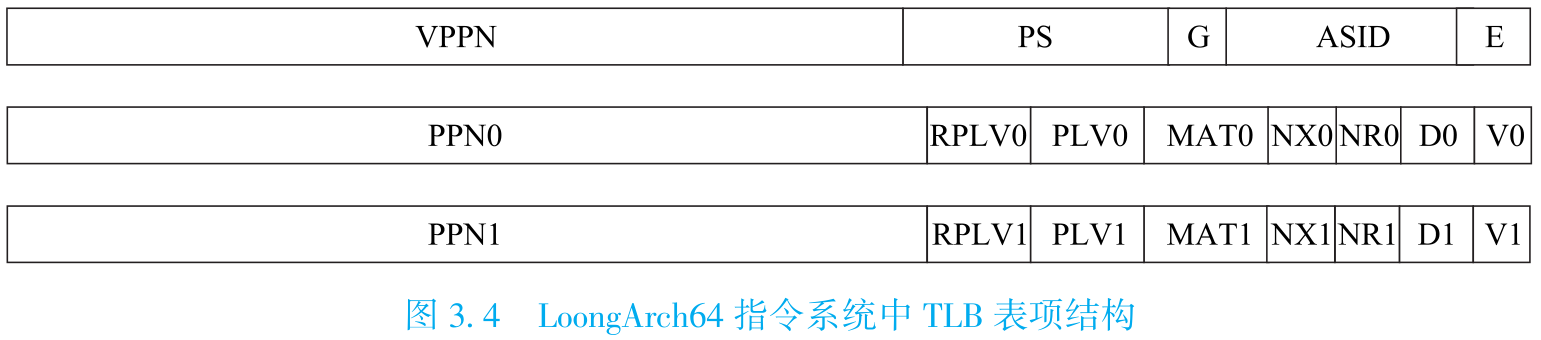 VPPN PS G ASID E
PPN0 RPLV0 PLV0 MAT0 NX0 NR0 D0 V0
PPN1 RPLV1 PLV1 MAT1 NX1 NR1 D1 V1
图 3. 4 LoongArch64 指令系统中 TLB 表项结构